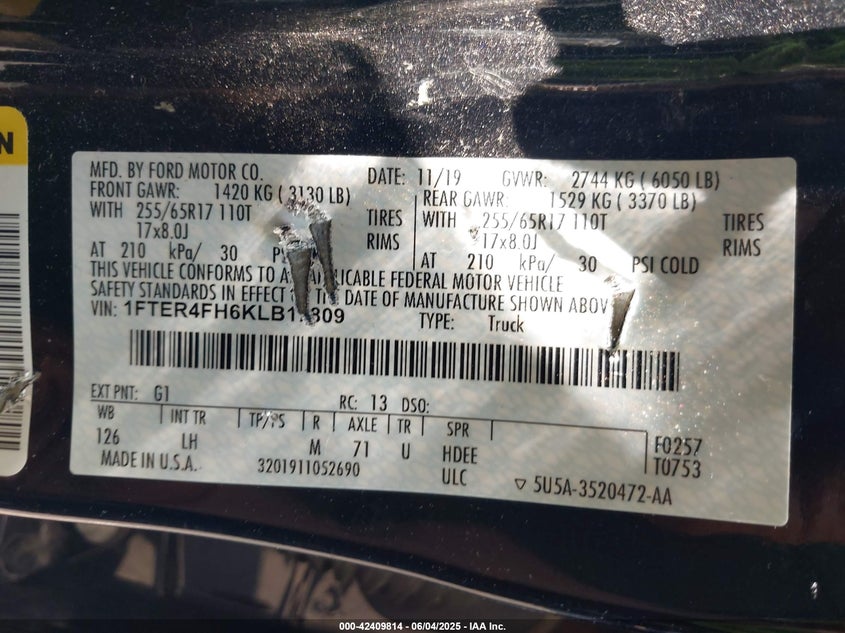 N
MFD. BY FORD MOTOR CO. DATE: 11/19 GVWR: 2744 KG ( 6050 LB)
FRONT GAWR: 1420 KG ( 3130 LB) REAR GAWR: 1529 KG ( 3370 LB)
WITH 255/65R17 110T TIRES WITH 255/65R17 110T TIRES
17x8.0J RIMS 17x8.0J RIMS
AT 210 kPa/ 30 AT 210 kPa/ 30 PSI COLD
THIS VEHICLE CONFORMS TO FEDERAL MOTOR VEHICLE
SAFETY STANDARDS IN EFFECT THE DATE OF MANUFACTURE SHOWN
VIN: TYPE: Truck
EXT PNT: G1 RC: 13 DSO:
WB INT TR TP/PS R AXLE TR SPR
126 LH M 71 U HDEE F0257
ULC T0753
MADE IN U.S.A. 3201911052690 ▽ 5U5A-3520472-AA
000-42409814 - 06/04/2025 - IAA Inc.